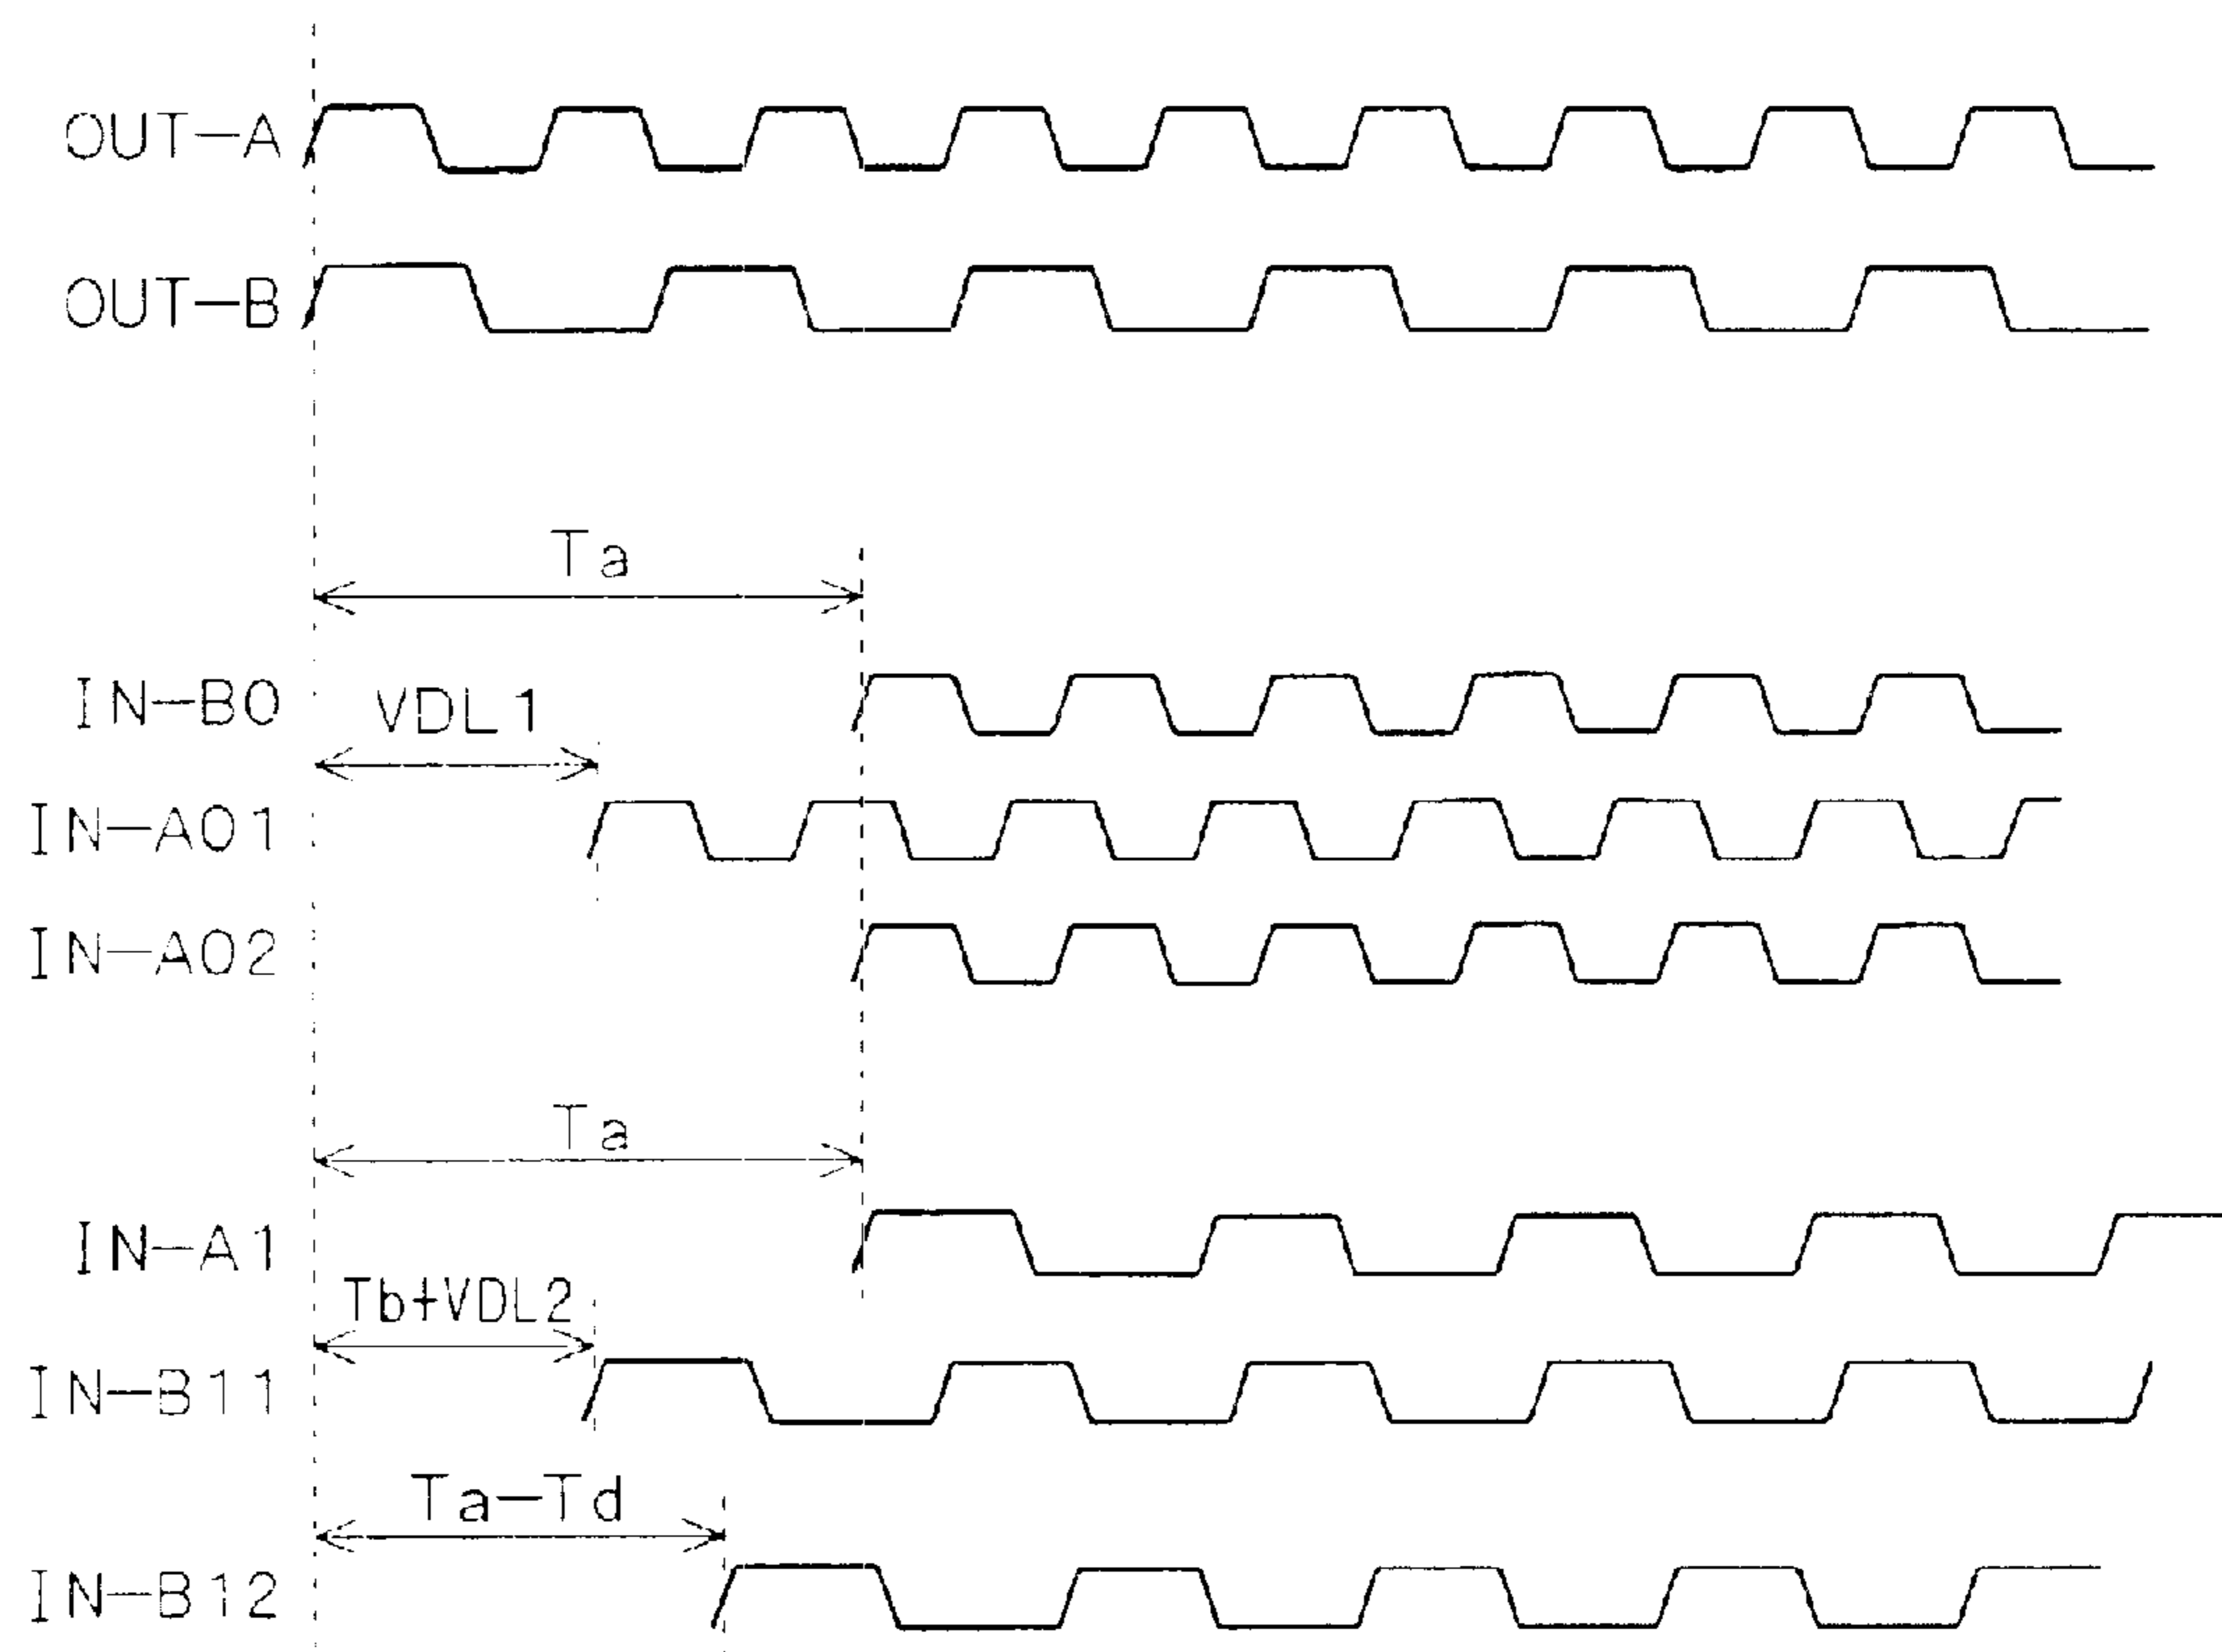 OUT-A
OUT-B
Ta
IN-B0
VDL1
IN-A01
IN-A02
Ta
IN-A1
Tb+VDL2
IN-B11
Ta-Td
IN-B12